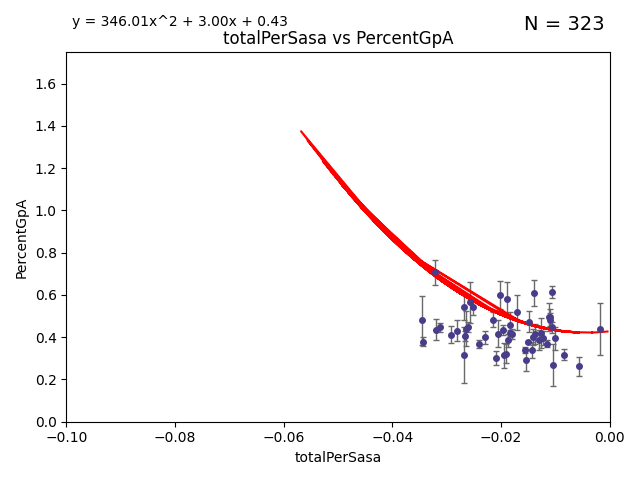 y = 346.01x^2 + 3.00x + 0.43
N = 323
totalPerSasa vs PercentGpA
PercentGpA
1.6
1.4
1.2
1.0
0.8
0.6
0.4
0.2
0.0
−0.10 −0.08 −0.06 −0.04 −0.02 0.00
totalPerSasa